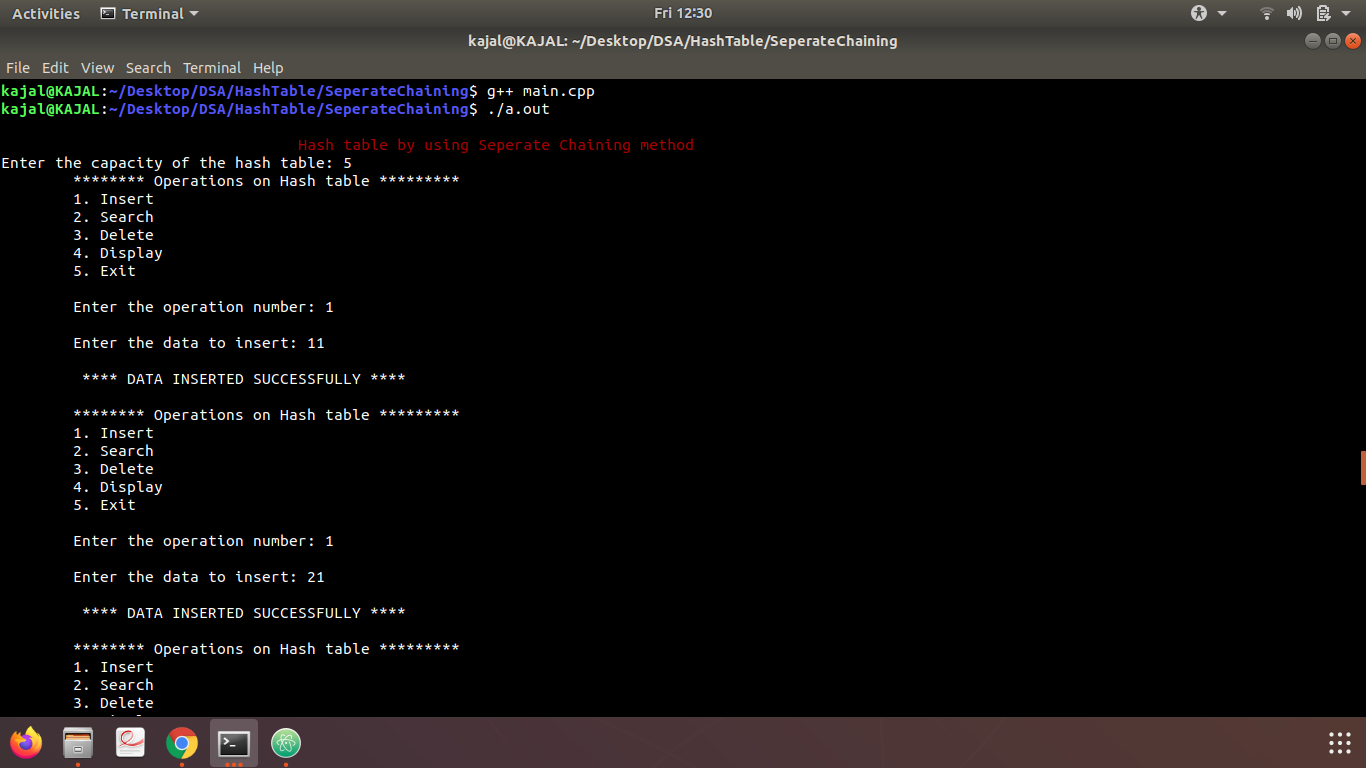 Activities Terminal Fri 12:30
kajal@KAJAL: ~/Desktop/DSA/HashTable/SeperateChaining
File Edit View Search Terminal Help
kajal@KAJAL:~/Desktop/DSA/HashTable/SeperateChaining$ g++ main.cpp
kajal@KAJAL:~/Desktop/DSA/HashTable/SeperateChaining$ ./a.out
Hash table by using Seperate Chaining method
Enter the capacity of the hash table: 5
******** Operations on Hash table *********
1. Insert
2. Search
3. Delete
4. Display
5. Exit
Enter the operation number: 1
Enter the data to insert: 11
**** DATA INSERTED SUCCESSFULLY ****
******** Operations on Hash table *********
1. Insert
2. Search
3. Delete
4. Display
5. Exit
Enter the operation number: 1
Enter the data to insert: 21
**** DATA INSERTED SUCCESSFULLY ****
******** Operations on Hash table *********
1. Insert
2. Search
3. Delete